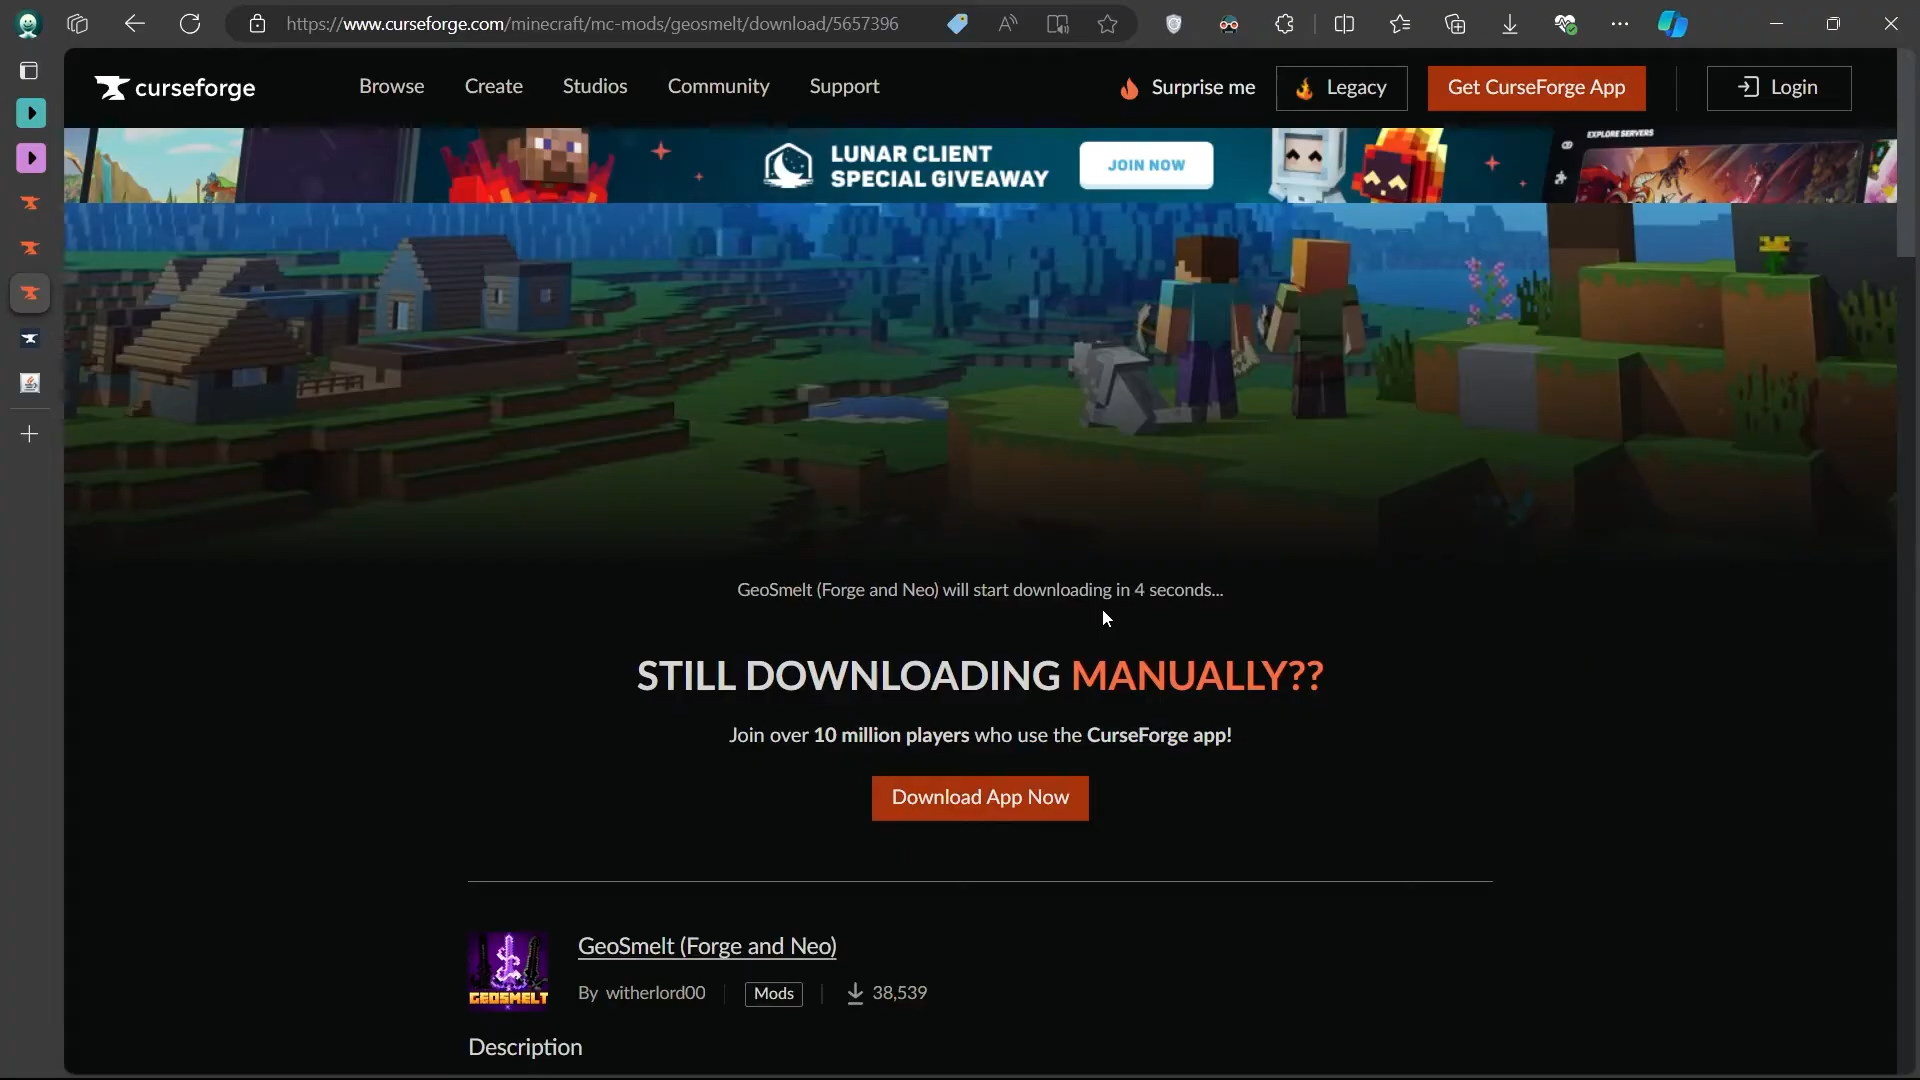 https://www.curseforge.com/minecraft/mc-mods/geosmelt/download/5657396
curseforge
Browse
Create
Studios
Community
Support
Surprise me
Legacy
Get CurseForge App
Login
LUNAR CLIENT
SPECIAL GIVEAWAY
JOIN NOW
EXPLORE SERVERS
GeoSmelt (Forge and Neo) will start downloading in 4 seconds...
STILL DOWNLOADING MANUALLY??
Join over 10 million players who use the CurseForge app!
Download App Now
GEOSMELT
GeoSmelt (Forge and Neo)
By witherlord00
Mods
38,539
Description